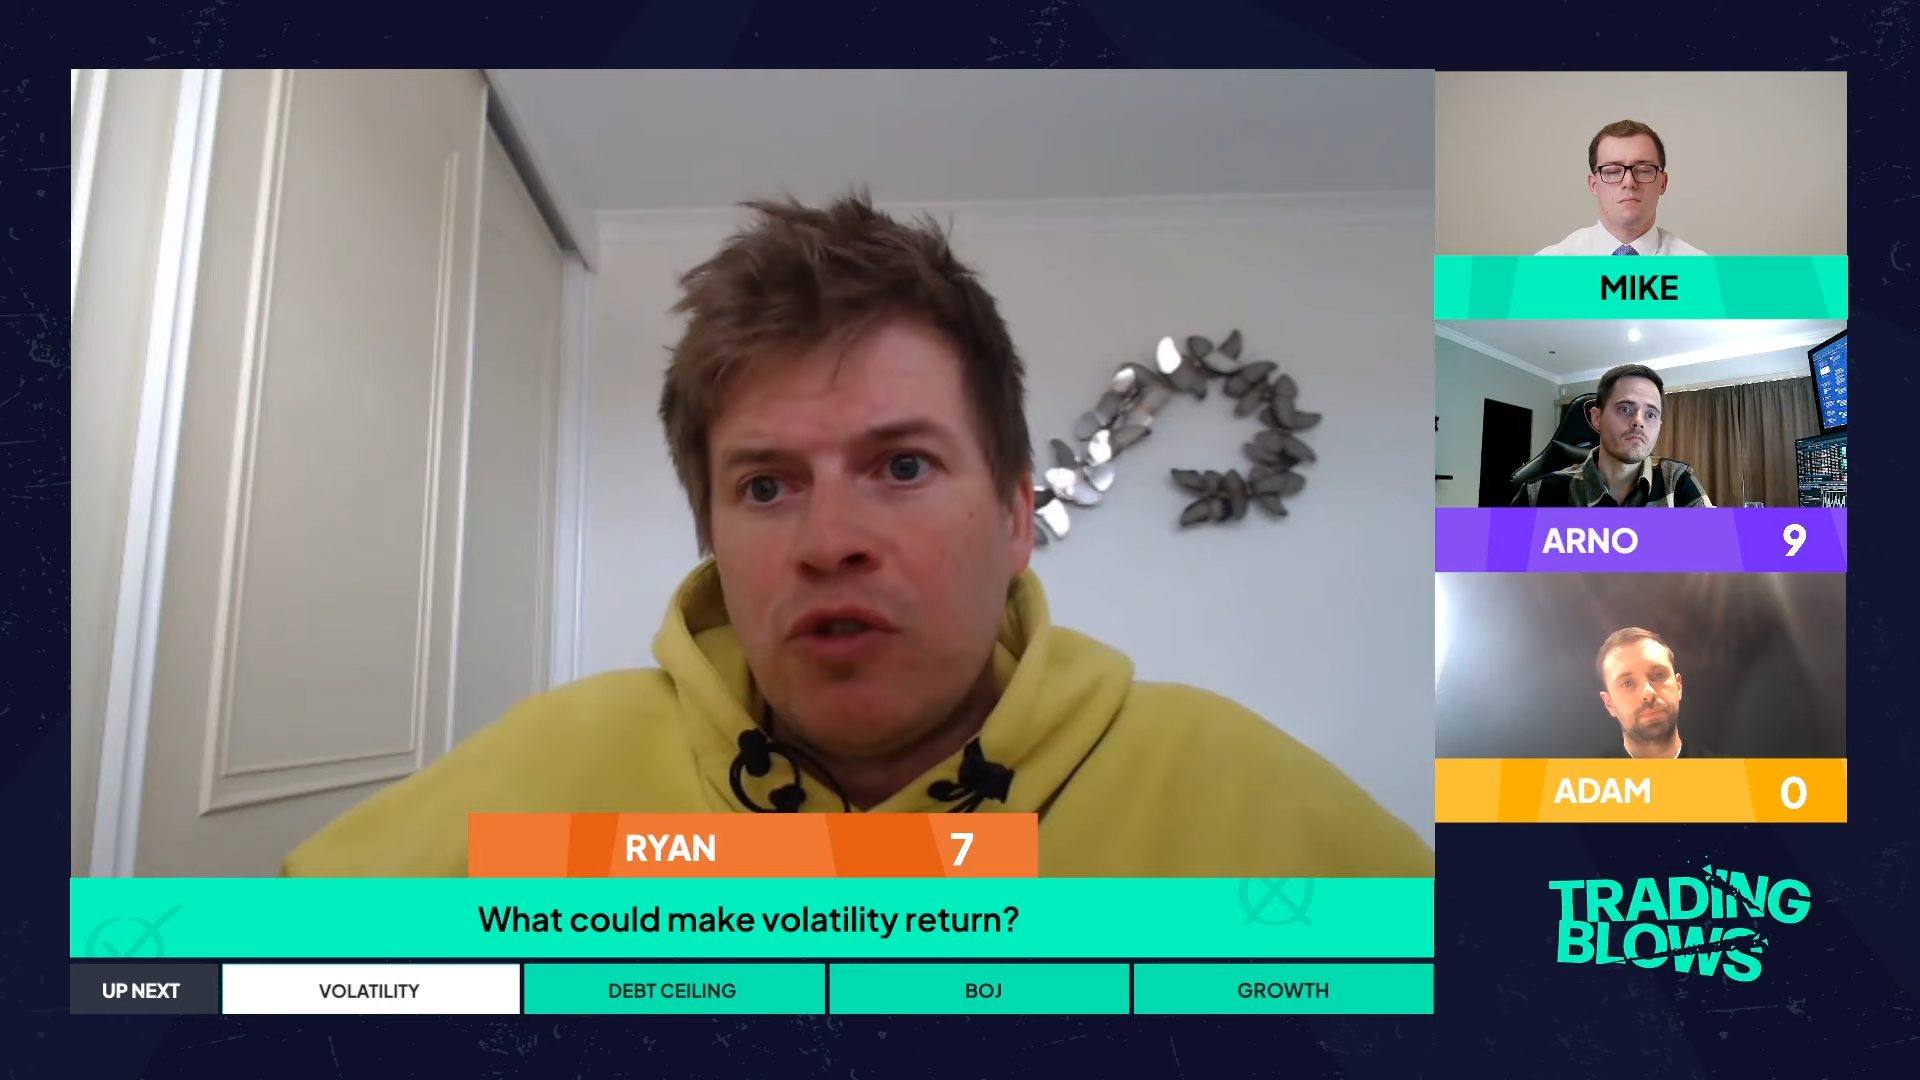 MIKE
ARNO 9
ADAM 0
RYAN 7
What could make volatility return?
UP NEXT VOLATILITY DEBT CEILING BOJ GROWTH
TRADING
BLOWS